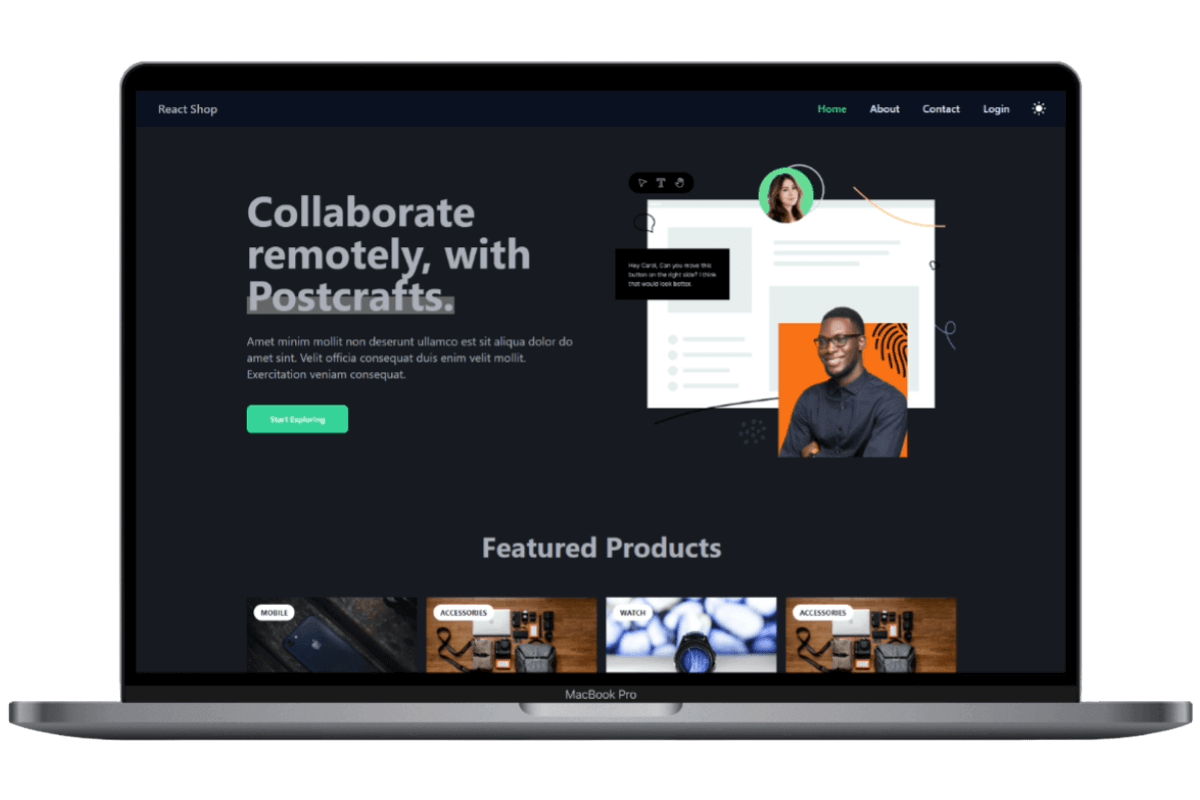 React Shop
Home About Contact Login
Collaborate
remotely, with
Postcrafts.
Amet minim mollit non deserunt ullamco est sit aliqua dolor do
amet sint. Velit officia consequat duis enim velit mollit.
Exercitation veniam consequat.
Start Exploring
T
Hey Carol, Can you move this
button on the right side? I think
that would look better.
Featured Products
MOBILE
ACCESSORIES
WATCH
ACCESSORIES
MacBook Pro